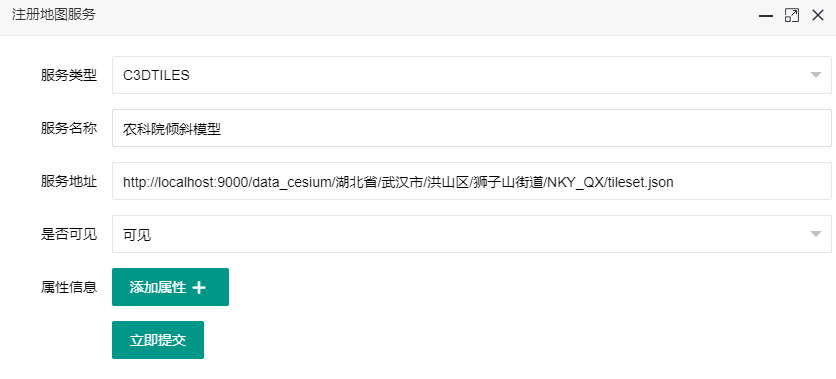 注册地图服务
服务类型 C3DTILES
服务名称 农科院倾斜模型
服务地址 http://localhost:9000/data_cesium/湖北省/武汉市/洪山区/狮子山街道/NKY_QX/tileset.json
是否可见 可见
属性信息 添加属性
立即提交